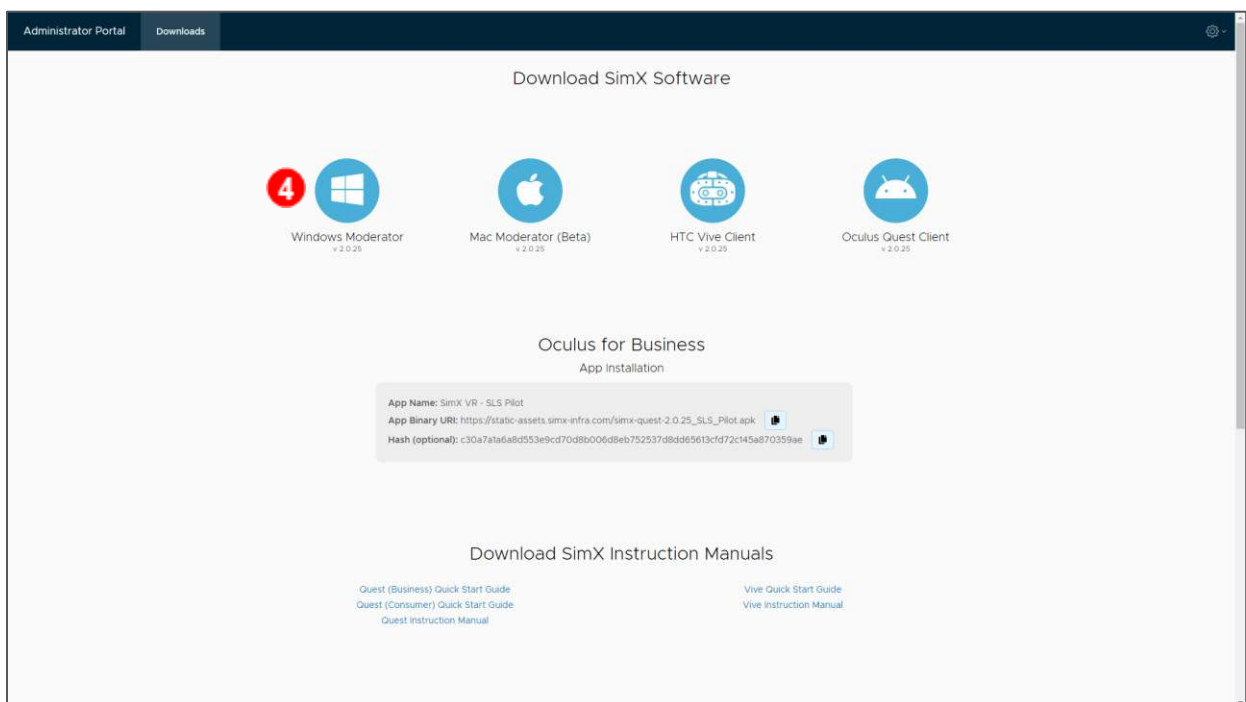 Administrator Portal
Downloads
Download SimX Software
4
Windows Moderator
v 2.0.25
Mac Moderator (Beta)
v 2.0.25
HTC Vive Client
v 2.0.25
Oculus Quest Client
v 2.0.25
Oculus for Business
App Installation
App Name: SimX VR - SLS Pilot
App Binary URI: https://static-assets.simx-infra.com/simx-quest-2.0.25_SLS_Pilot.apk
Hash (optional): c30a7a1a6a8d553e9cd70d8b006d8eb752537d8dd65613cfd72c145a870359ae
Download SimX Instruction Manuals
Quest (Business) Quick Start Guide
Quest (Consumer) Quick Start Guide
Quest Instruction Manual
Vive Quick Start Guide
Vive Instruction Manual